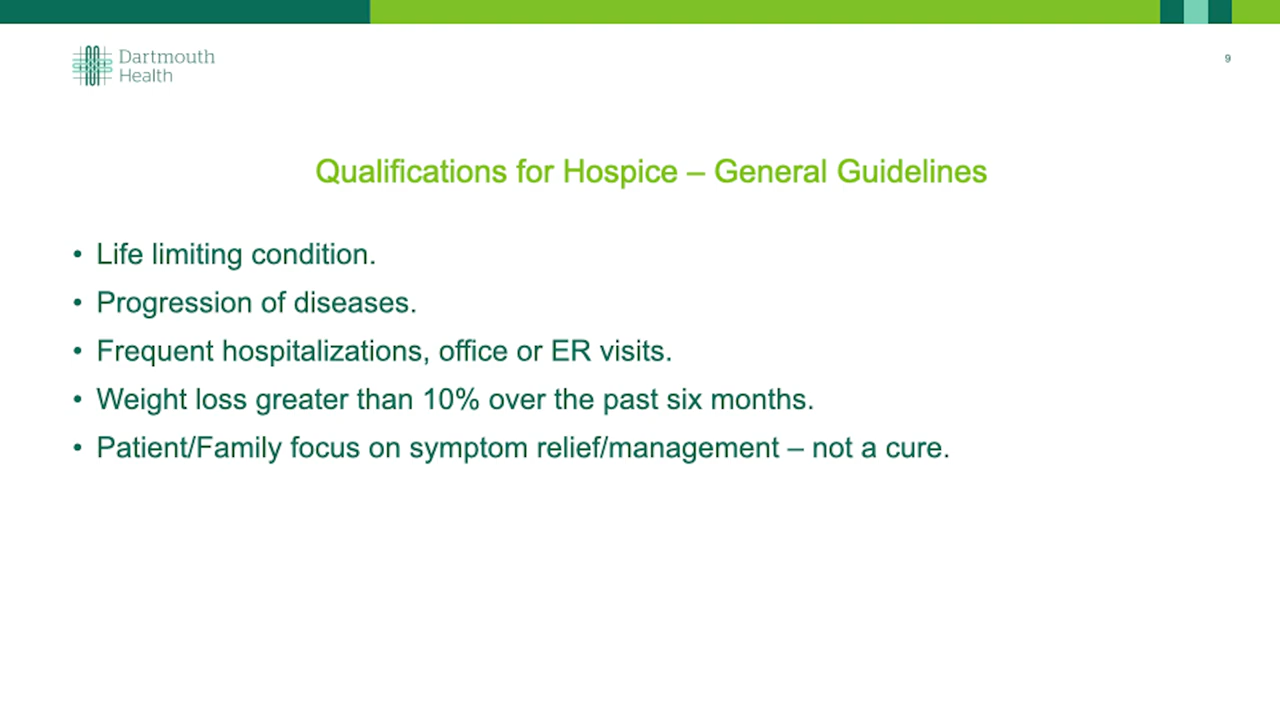 Dartmouth
Health
9
Qualifications for Hospice – General Guidelines
• Life limiting condition.
• Progression of diseases.
• Frequent hospitalizations, office or ER visits.
• Weight loss greater than 10% over the past six months.
• Patient/Family focus on symptom relief/management – not a cure.